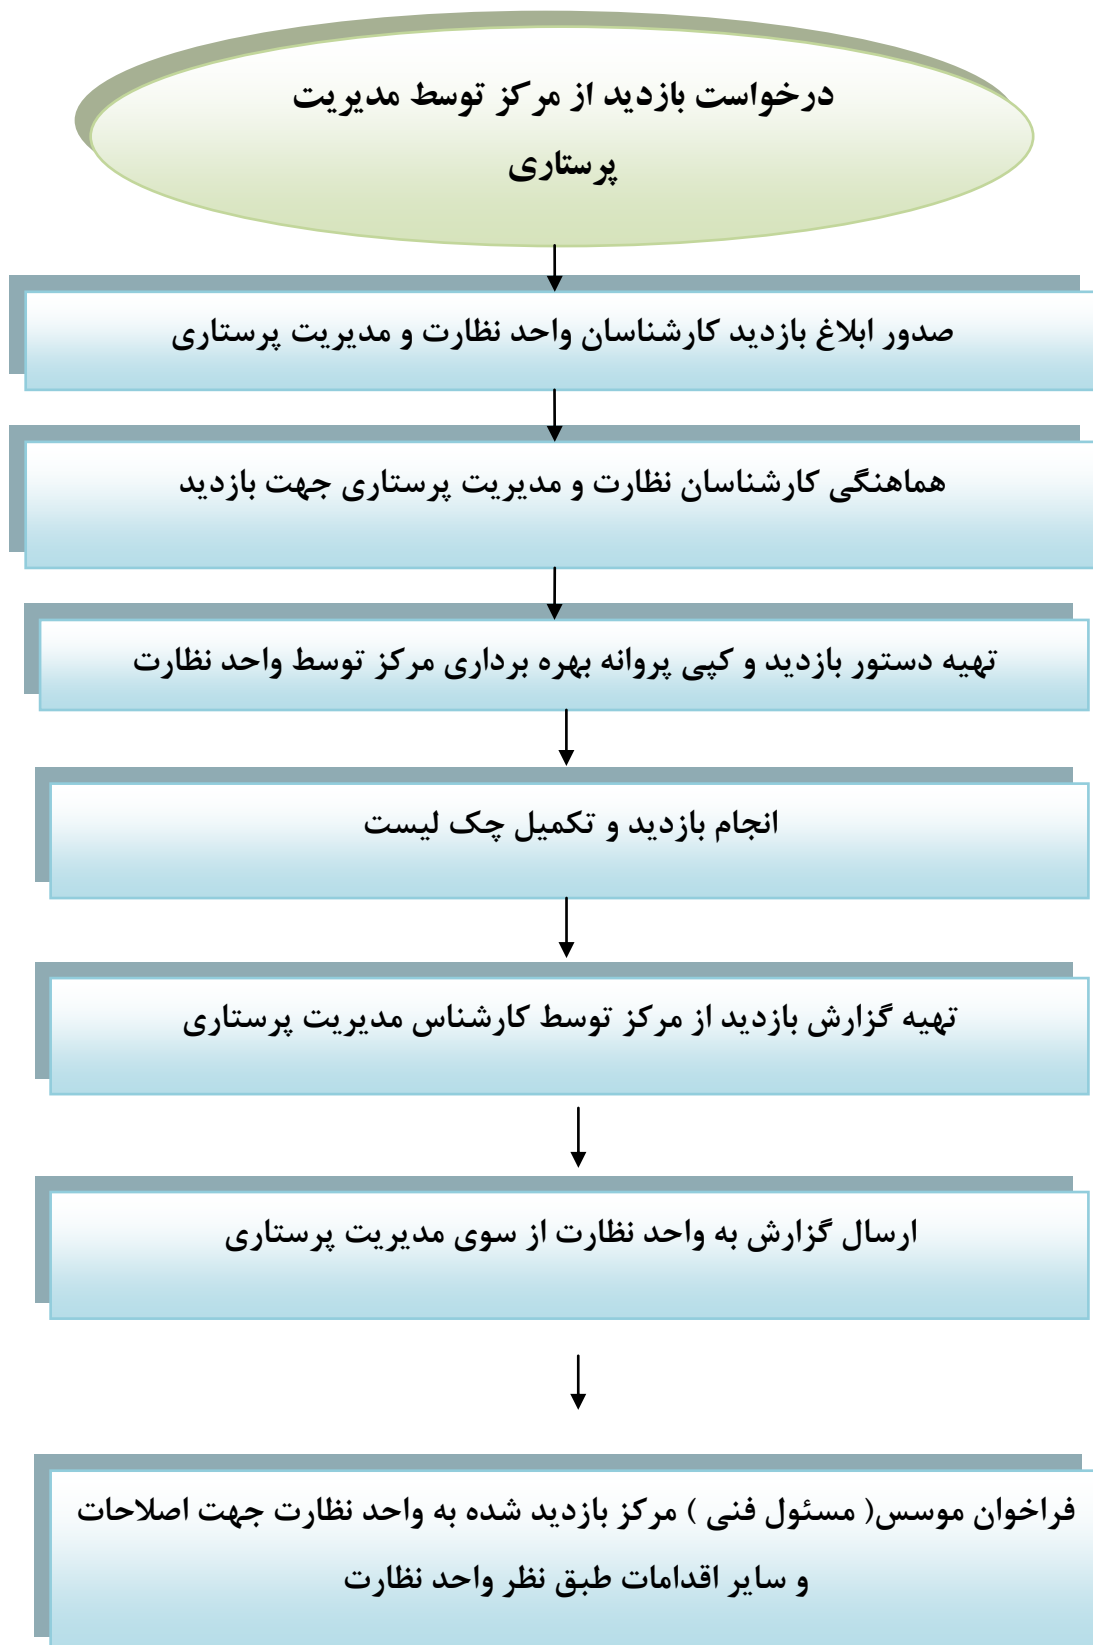 درخواست بازدید از مرکز توسط مدیریت
پرستاری
صدور ابلاغ بازدید کارشناسان واحد نظارت و مدیریت پرستاری
هماهنگی کارشناسان نظارت و مدیریت پرستاری جهت بازدید
تهیه دستور بازدید و کپی پروانه بهره برداری مرکز توسط واحد نظارت
انجام بازدید و تکمیل چک لیست
تهیه گزارش بازدید از مرکز توسط کارشناس مدیریت پرستاری
ارسال گزارش به واحد نظارت از سوی مدیریت پرستاری
فراخوان موسس( مسئول فنی ) مرکز بازدید شده به واحد نظارت جهت اصلاحات
و سایر اقدامات طبق نظر واحد نظارت